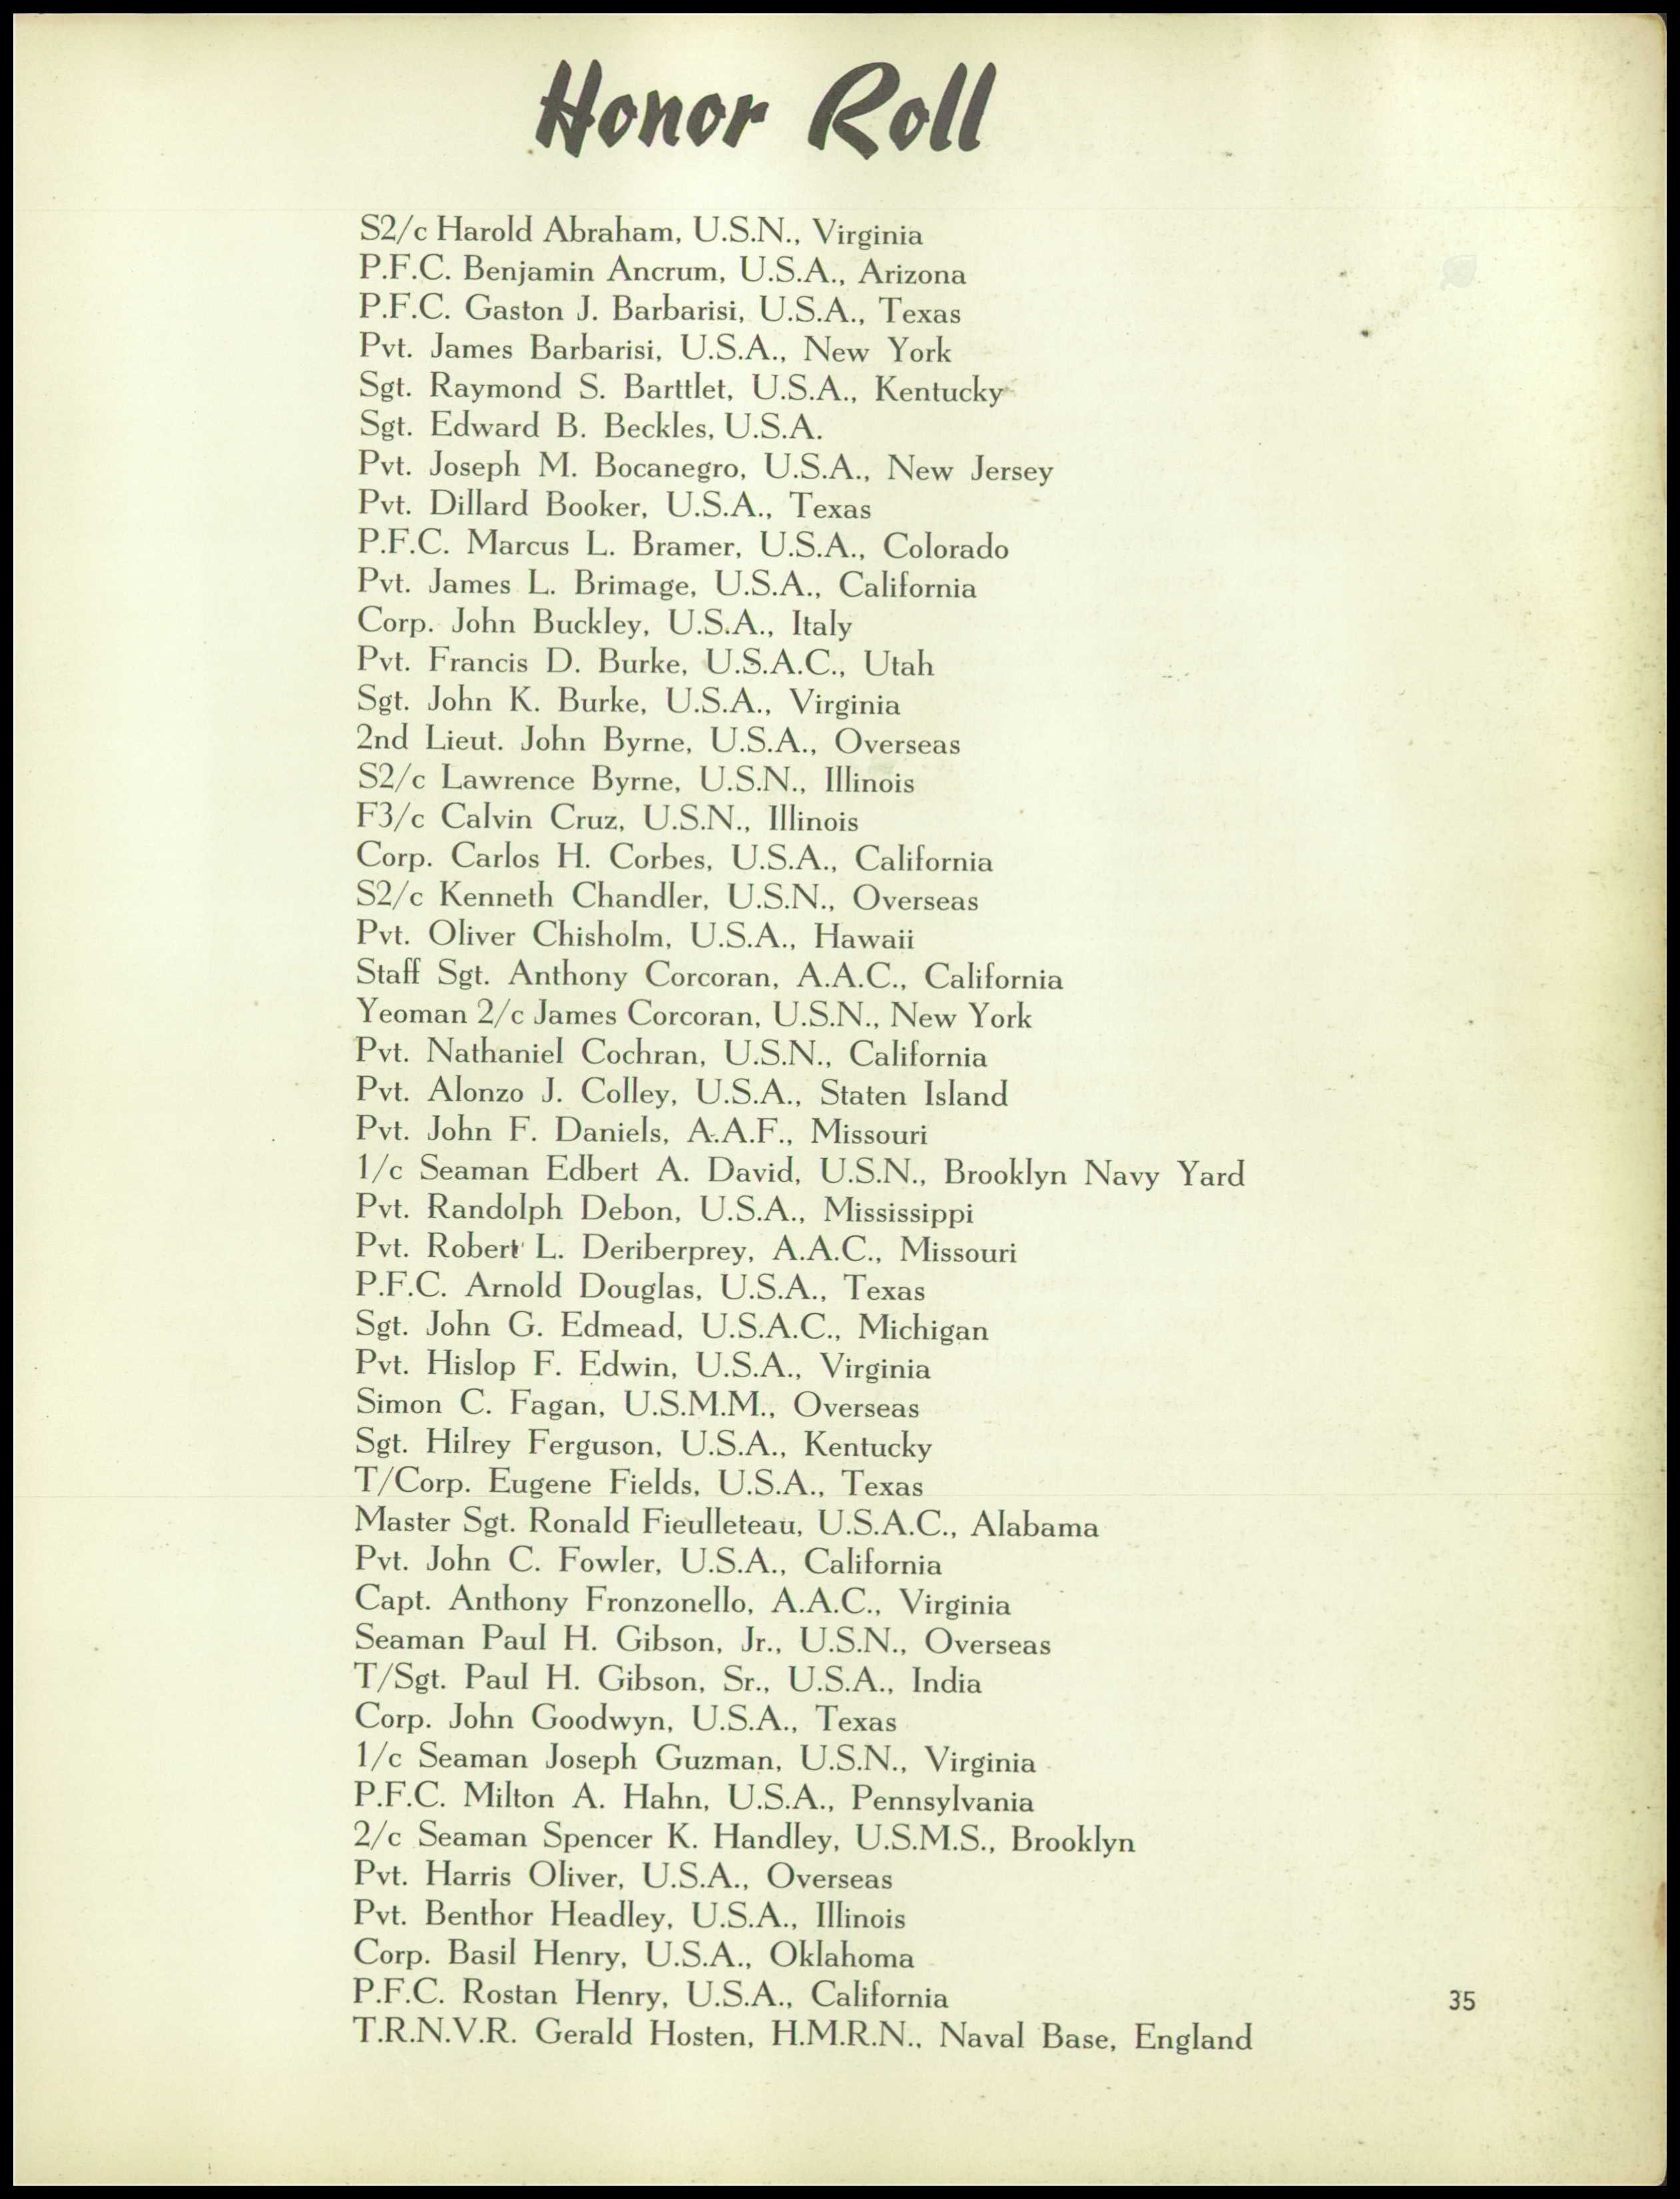 Honor Roll
S2/c Harold Abraham, U.S.N., Virginia
P.F.C. Benjamin Ancrum, U.S.A., Arizona
P.F.C. Gaston J. Barbarisi, U.S.A., Texas
Pvt. James Barbarisi, U.S.A., New York
Sgt. Raymond S. Barttlet, U.S.A., Kentucky
Sgt. Edward B. Beckles, U.S.A.
Pvt. Joseph M. Bocanegro, U.S.A., New Jersey
Pvt. Dillard Booker, U.S.A., Texas
P.F.C. Marcus L. Bramer, U.S.A., Colorado
Pvt. James L. Brimage, U.S.A., California
Corp. John Buckley, U.S.A., Italy
Pvt. Francis D. Burke, U.S.A.C., Utah
Sgt. John K. Burke, U.S.A., Virginia
2nd Lieut. John Byrne, U.S.A., Overseas
S2/c Lawrence Byrne, U.S.N., Illinois
F3/c Calvin Cruz, U.S.N., Illinois
Corp. Carlos H. Corbes, U.S.A., California
S2/c Kenneth Chandler, U.S.N., Overseas
Pvt. Oliver Chisholm, U.S.A., Hawaii
Staff Sgt. Anthony Corcoran, A.A.C., California
Yeoman 2/c James Corcoran, U.S.N., New York
Pvt. Nathaniel Cochran, U.S.N., California
Pvt. Alonzo J. Colley, U.S.A., Staten Island
Pvt. John F. Daniels, A.A.F., Missouri
1/c Seaman Edbert A. David, U.S.N., Brooklyn Navy Yard
Pvt. Randolph Debon, U.S.A., Mississippi
Pvt. Robert L. Deriberprey, A.A.C., Missouri
P.F.C. Arnold Douglas, U.S.A., Texas
Sgt. John G. Edmead, U.S.A.C., Michigan
Pvt. Hislop F. Edwin, U.S.A., Virginia
Simon C. Fagan, U.S.M.M., Overseas
Sgt. Hilrey Ferguson, U.S.A., Kentucky
T/Corp. Eugene Fields, U.S.A., Texas
Master Sgt. Ronald Fieulleteau, U.S.A.C., Alabama
Pvt. John C. Fowler, U.S.A., California
Capt. Anthony Fronzonello, A.A.C., Virginia
Seaman Paul H. Gibson, Jr., U.S.N., Overseas
T/Sgt. Paul H. Gibson, Sr., U.S.A., India
Corp. John Goodwyn, U.S.A., Texas
1/c Seaman Joseph Guzman, U.S.N., Virginia
P.F.C. Milton A. Hahn, U.S.A., Pennsylvania
2/c Seaman Spencer K. Handley, U.S.M.S., Brooklyn
Pvt. Harris Oliver, U.S.A., Overseas
Pvt. Benthor Headley, U.S.A., Illinois
Corp. Basil Henry, U.S.A., Oklahoma
P.F.C. Rostan Henry, U.S.A., California
35
T.R.N.V.R. Gerald Hosten, H.M.R.N., Naval Base, England